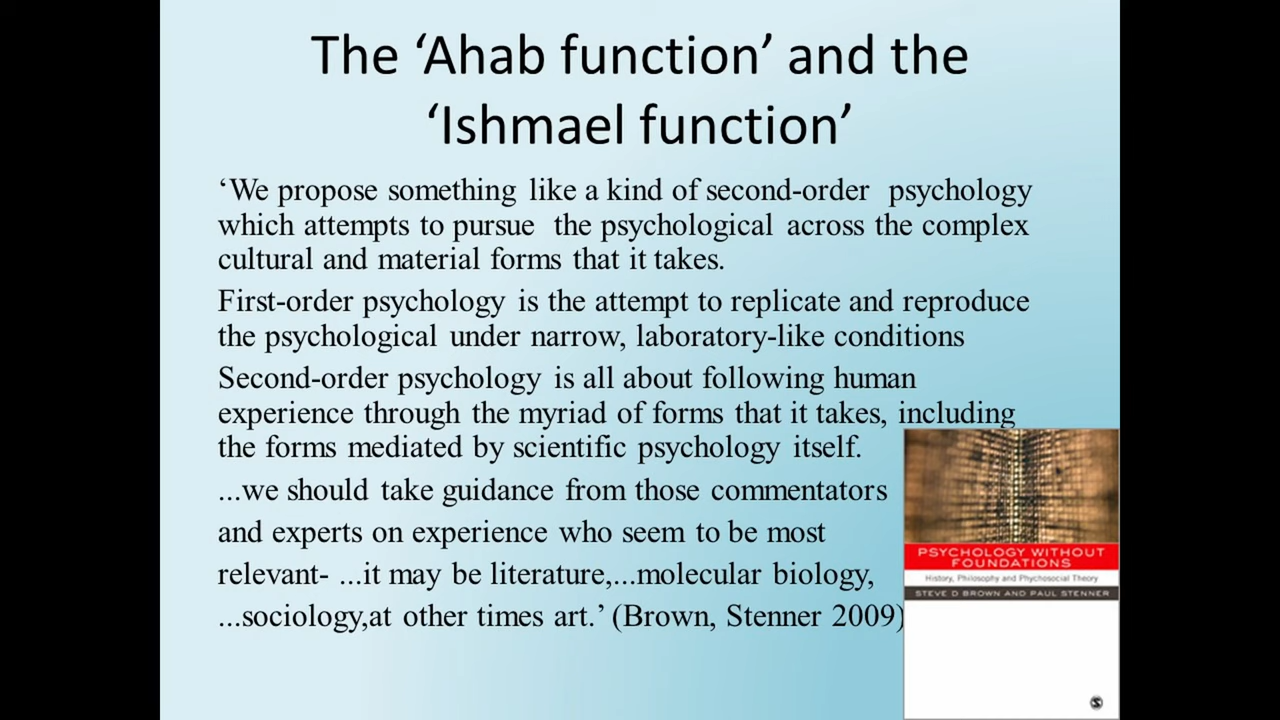 The ‘Ahab function’ and the
‘Ishmael function’
‘We propose something like a kind of second-order psychology
which attempts to pursue the psychological across the complex
cultural and material forms that it takes.
First-order psychology is the attempt to replicate and reproduce
the psychological under narrow, laboratory-like conditions
Second-order psychology is all about following human
experience through the myriad of forms that it takes, including
the forms mediated by scientific psychology itself.
...we should take guidance from those commentators
and experts on experience who seem to be most
relevant- ...it may be literature,...molecular biology,
...sociology,at other times art.’ (Brown, Stenner 2009)
PSYCHOLOGY WITHOUT
FOUNDATIONS
History, Philosophy and Psychosocial Theory
STEVE D BROWN AND PAUL STENNER